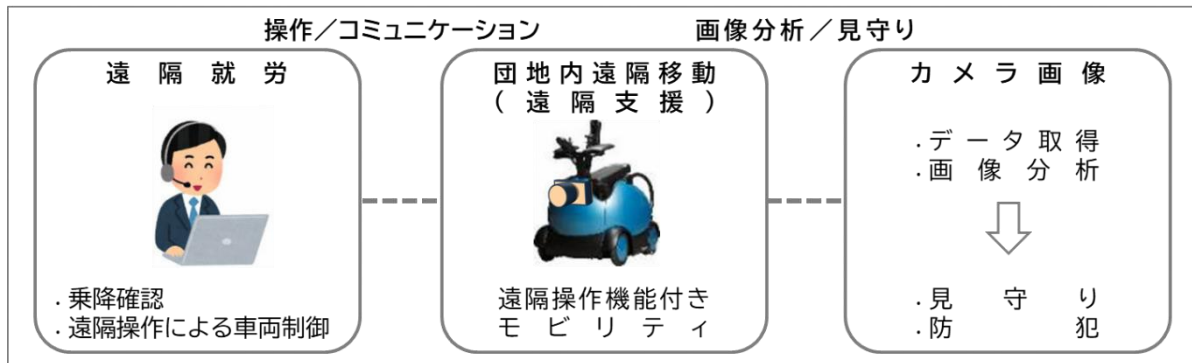 操作／コミュニケーション
画像分析／見守り
遠隔就労
.乗降確認
.遠隔操作による車両制御
団地内遠隔移動
(遠隔支援)
遠隔操作機能付き
モビリティ
カメラ画像
.データ取得
.画像分析
.見守り
.防犯